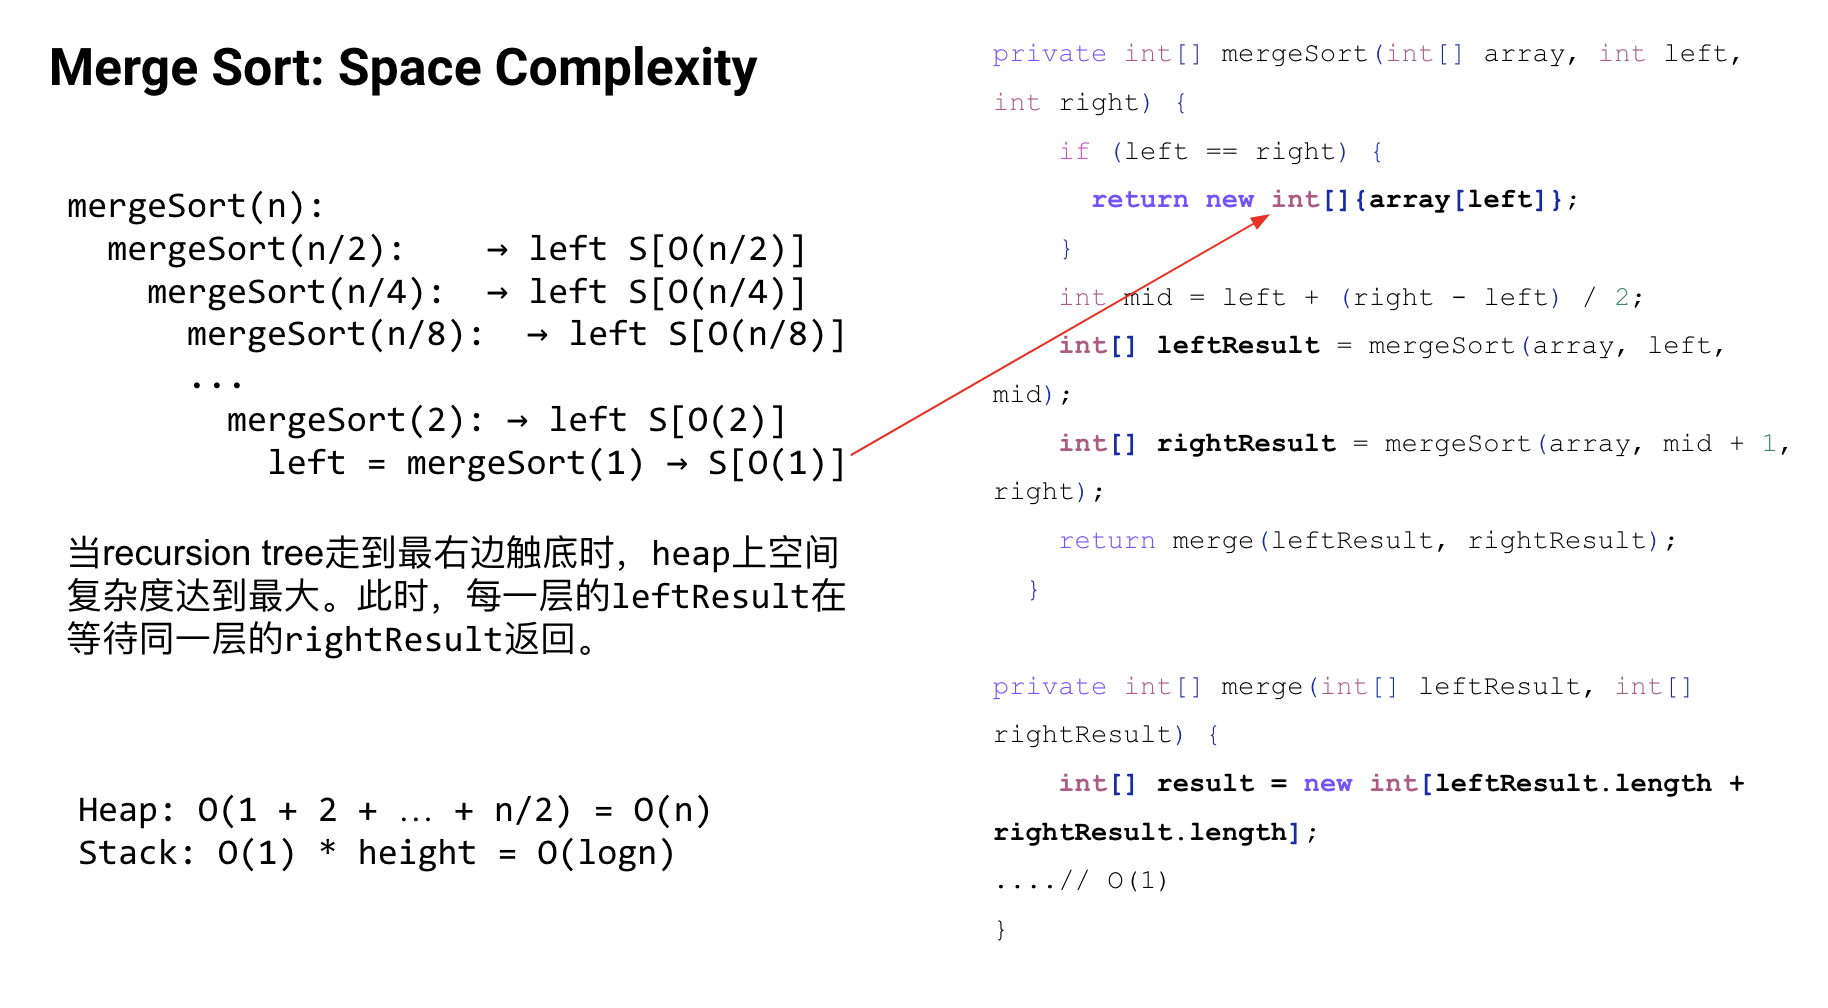 Merge Sort: Space Complexity
mergeSort(n):
mergeSort(n/2): → left S[O(n/2)]
mergeSort(n/4): → left S[O(n/4)]
mergeSort(n/8): → left S[O(n/8)]
...
mergeSort(2): → left S[O(2)]
left = mergeSort(1) → S[O(1)]
当recursion tree走到最右边触底时，heap上空间
复杂度达到最大。此时，每一层的leftResult在
等待同一层的rightResult返回。
Heap: O(1 + 2 + … + n/2) = O(n)
Stack: O(1) * height = O(logn)
private int[] mergeSort(int[] array, int left,
int right) {
if (left == right) {
return new int[]{array[left]};
}
int mid = left + (right - left) / 2;
int[] leftResult = mergeSort(array, left,
mid);
int[] rightResult = mergeSort(array, mid + 1,
right);
return merge(leftResult, rightResult);
}
private int[] merge(int[] leftResult, int[]
rightResult) {
int[] result = new int[leftResult.length +
rightResult.length];
....// O(1)
}